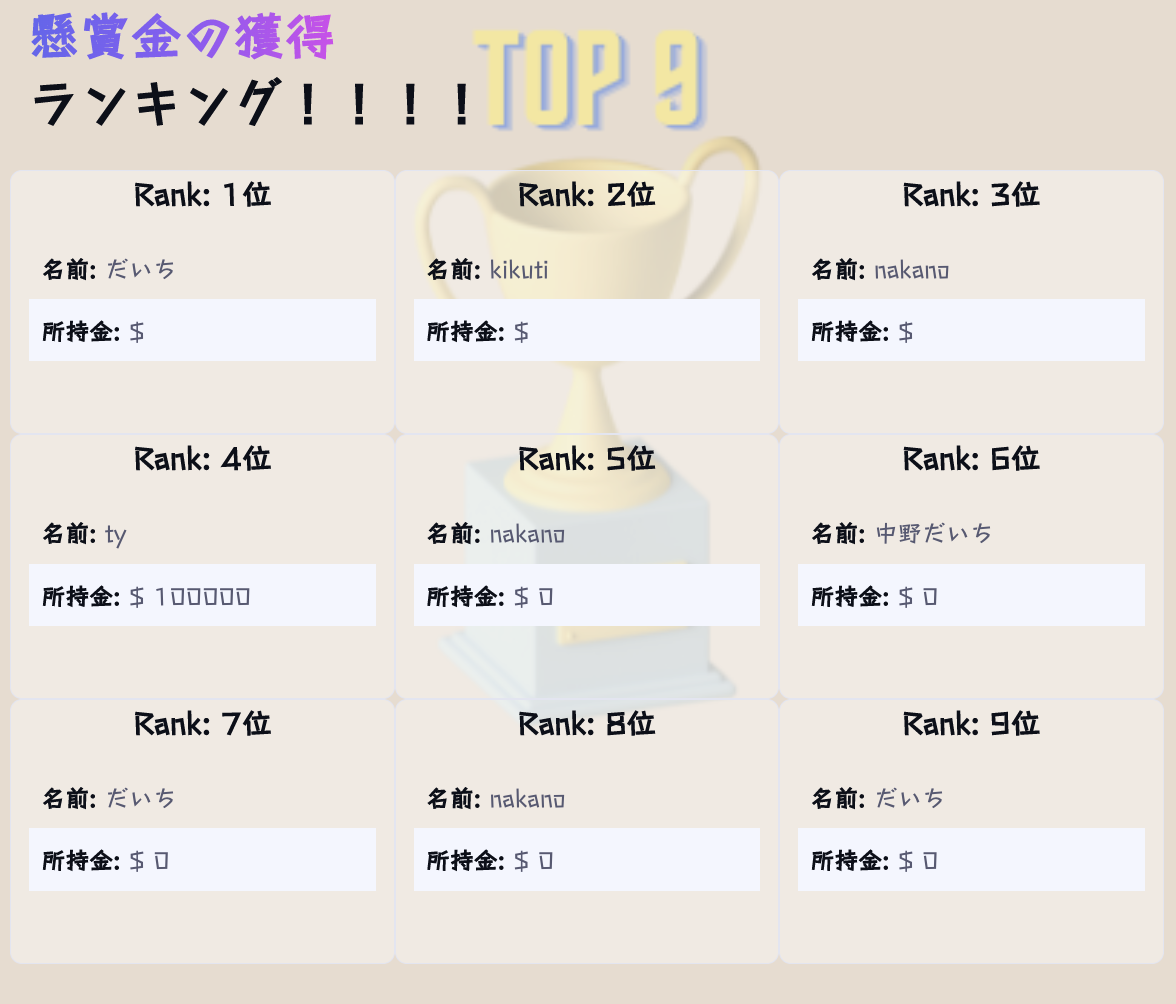 懸賞金の獲得
ランキング！！！！
TOP 9
Rank: 1位
名前: だいち
所持金: $
Rank: 2位
名前: kikuti
所持金: $
Rank: 3位
名前: nakano
所持金: $
Rank: 4位
名前: ty
所持金: $ 100000
Rank: 5位
名前: nakano
所持金: $ 0
Rank: 6位
名前: 中野だいち
所持金: $ 0
Rank: 7位
名前: だいち
所持金: $ 0
Rank: 8位
名前: nakano
所持金: $ 0
Rank: 9位
名前: だいち
所持金: $ 0